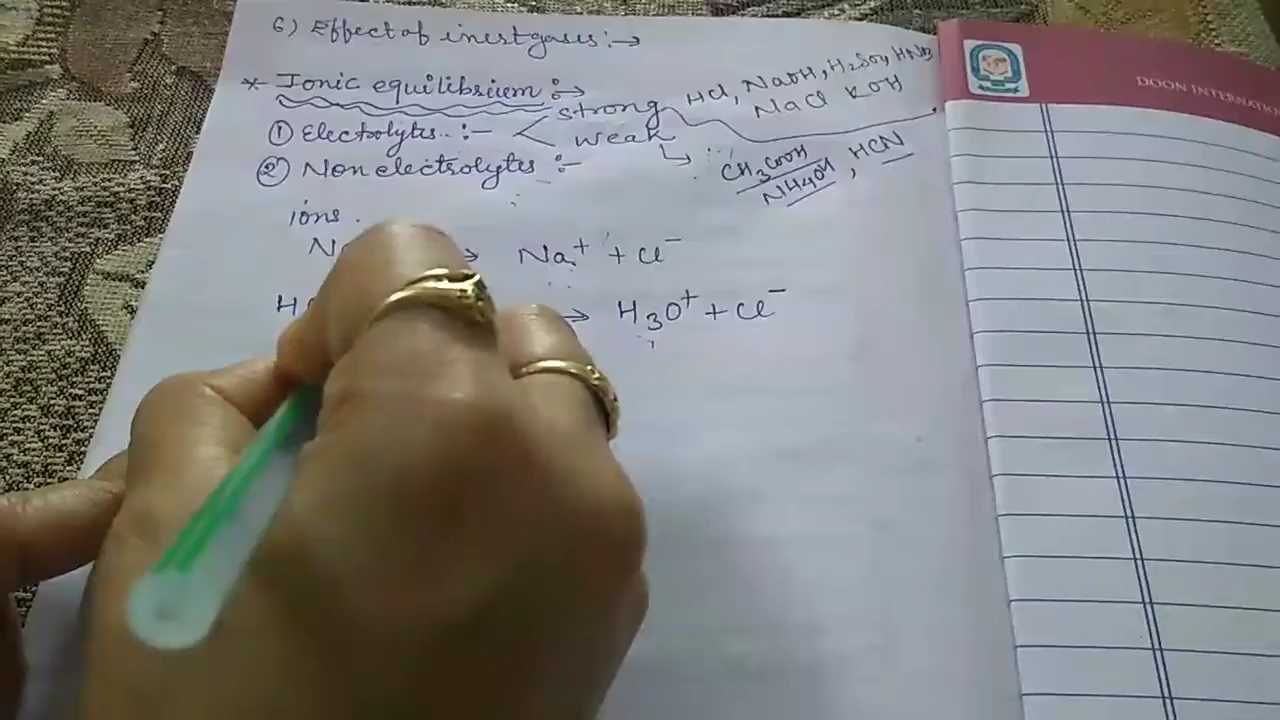 6) Effect of inert gases :→
* Ionic equilibrium :→
① Electrolytes.. :- < strong HCl, NaOH, H2SO4, HNO3
NaCl KOH
weak
CH3COOH, HCN
NH4OH
② Non electrolytes :-
ions.
→ Na+ + Cl−
→ H3O+ + Cl−
DOON INTERNATIO